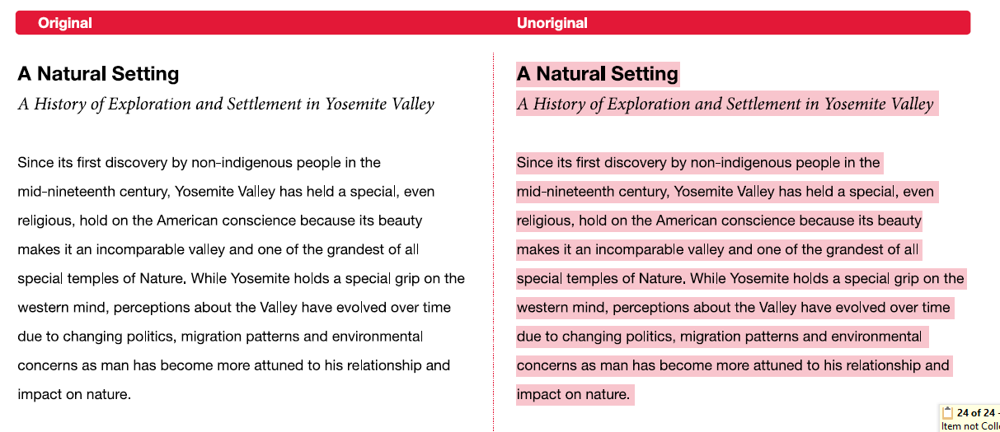 Original
Unoriginal
A Natural Setting
A History of Exploration and Settlement in Yosemite Valley
Since its first discovery by non-indigenous people in the
mid-nineteenth century, Yosemite Valley has held a special, even
religious, hold on the American conscience because its beauty
makes it an incomparable valley and one of the grandest of all
special temples of Nature. While Yosemite holds a special grip on the
western mind, perceptions about the Valley have evolved over time
due to changing politics, migration patterns and environmental
concerns as man has become more attuned to his relationship and
impact on nature.
A Natural Setting
A History of Exploration and Settlement in Yosemite Valley
Since its first discovery by non-indigenous people in the
mid-nineteenth century, Yosemite Valley has held a special, even
religious, hold on the American conscience because its beauty
makes it an incomparable valley and one of the grandest of all
special temples of Nature. While Yosemite holds a special grip on the
western mind, perceptions about the Valley have evolved over time
due to changing politics, migration patterns and environmental
concerns as man has become more attuned to his relationship and
impact on nature.
24 of 24 -
Item not Coll